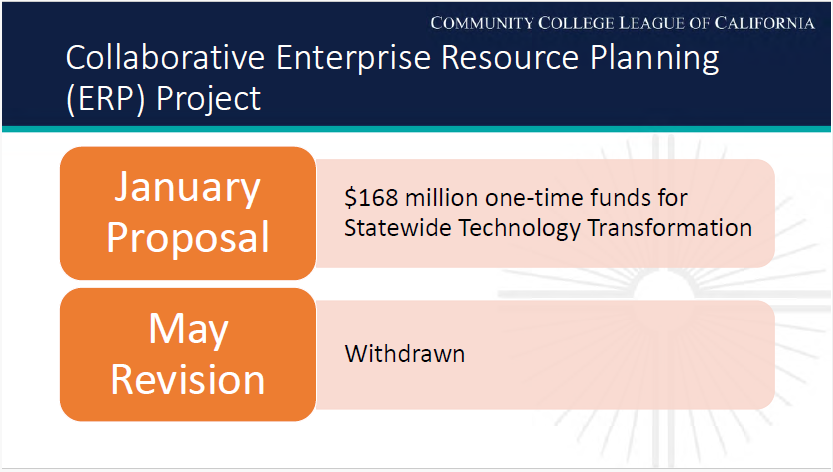 COMMUNITY COLLEGE LEAGUE OF CALIFORNIA
Collaborative Enterprise Resource Planning
(ERP) Project
January
Proposal
$168 million one-time funds for
Statewide Technology Transformation
May
Revision
Withdrawn